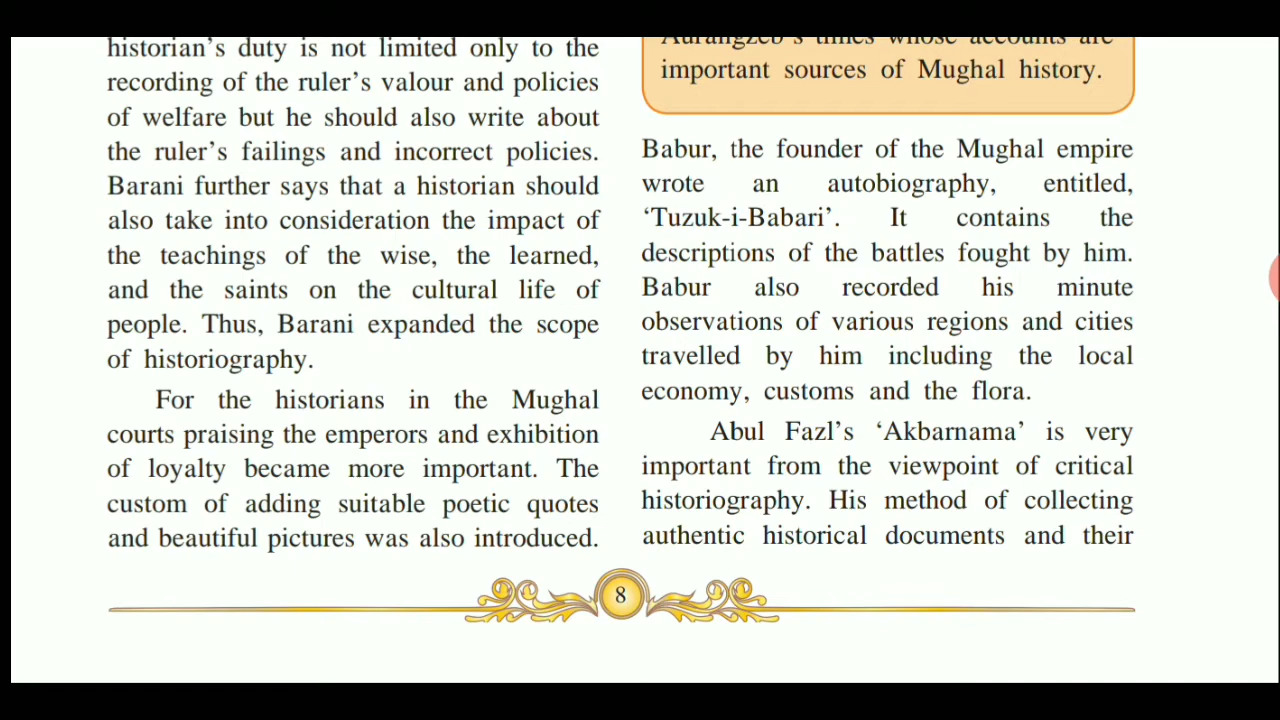 historian's duty is not limited only to the
recording of the ruler's valour and policies
of welfare but he should also write about
the ruler's failings and incorrect policies.
Barani further says that a historian should
also take into consideration the impact of
the teachings of the wise, the learned,
and the saints on the cultural life of
people. Thus, Barani expanded the scope
of historiography.
For the historians in the Mughal
courts praising the emperors and exhibition
of loyalty became more important. The
custom of adding suitable poetic quotes
and beautiful pictures was also introduced.
Aurangzeb's times whose accounts are
important sources of Mughal history.
Babur, the founder of the Mughal empire
wrote an autobiography, entitled,
‘Tuzuk-i-Babari’. It contains the
descriptions of the battles fought by him.
Babur also recorded his minute
observations of various regions and cities
travelled by him including the local
economy, customs and the flora.
Abul Fazl's ‘Akbarnama’ is very
important from the viewpoint of critical
historiography. His method of collecting
authentic historical documents and their
8